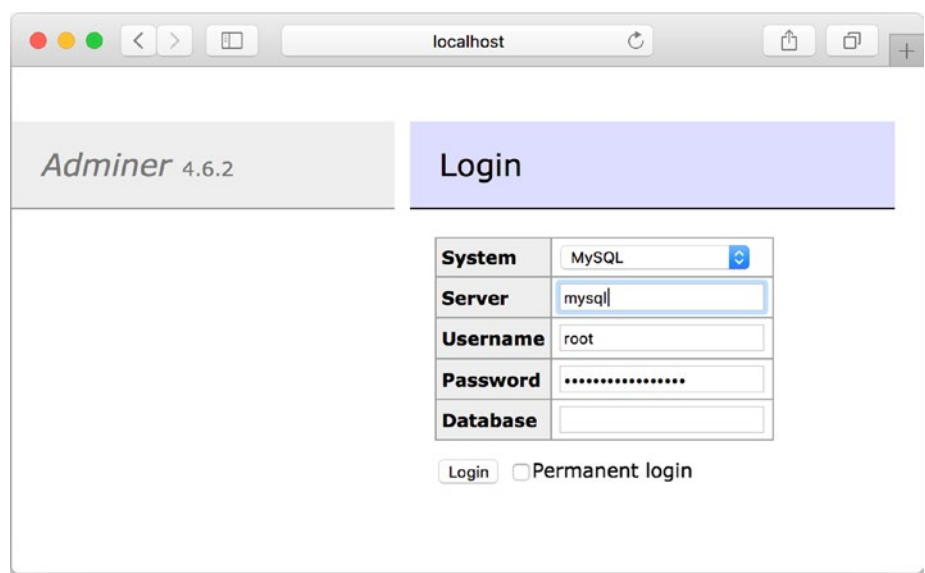 localhost
Adminer 4.6.2
Login
System MySQL
Server mysql
Username root
Password •••••••••••••••••
Database
Login Permanent login